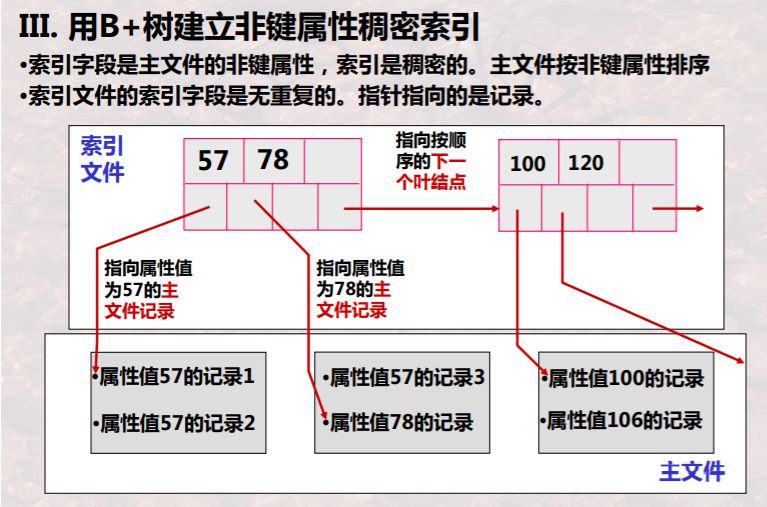 III. 用B+树建立非键属性稠密索引
•索引字段是主文件的非键属性，索引是稠密的。主文件按非键属性排序
•索引文件的索引字段是无重复的。指针指向的是记录。
索引
文件
57 78
指向按顺
序的下一
个叶结点
100 120
指向属性值
为57的主
文件记录
指向属性值
为78的主
文件记录
•属性值57的记录1
•属性值57的记录2
•属性值57的记录3
•属性值78的记录
•属性值100的记录
•属性值106的记录
主文件